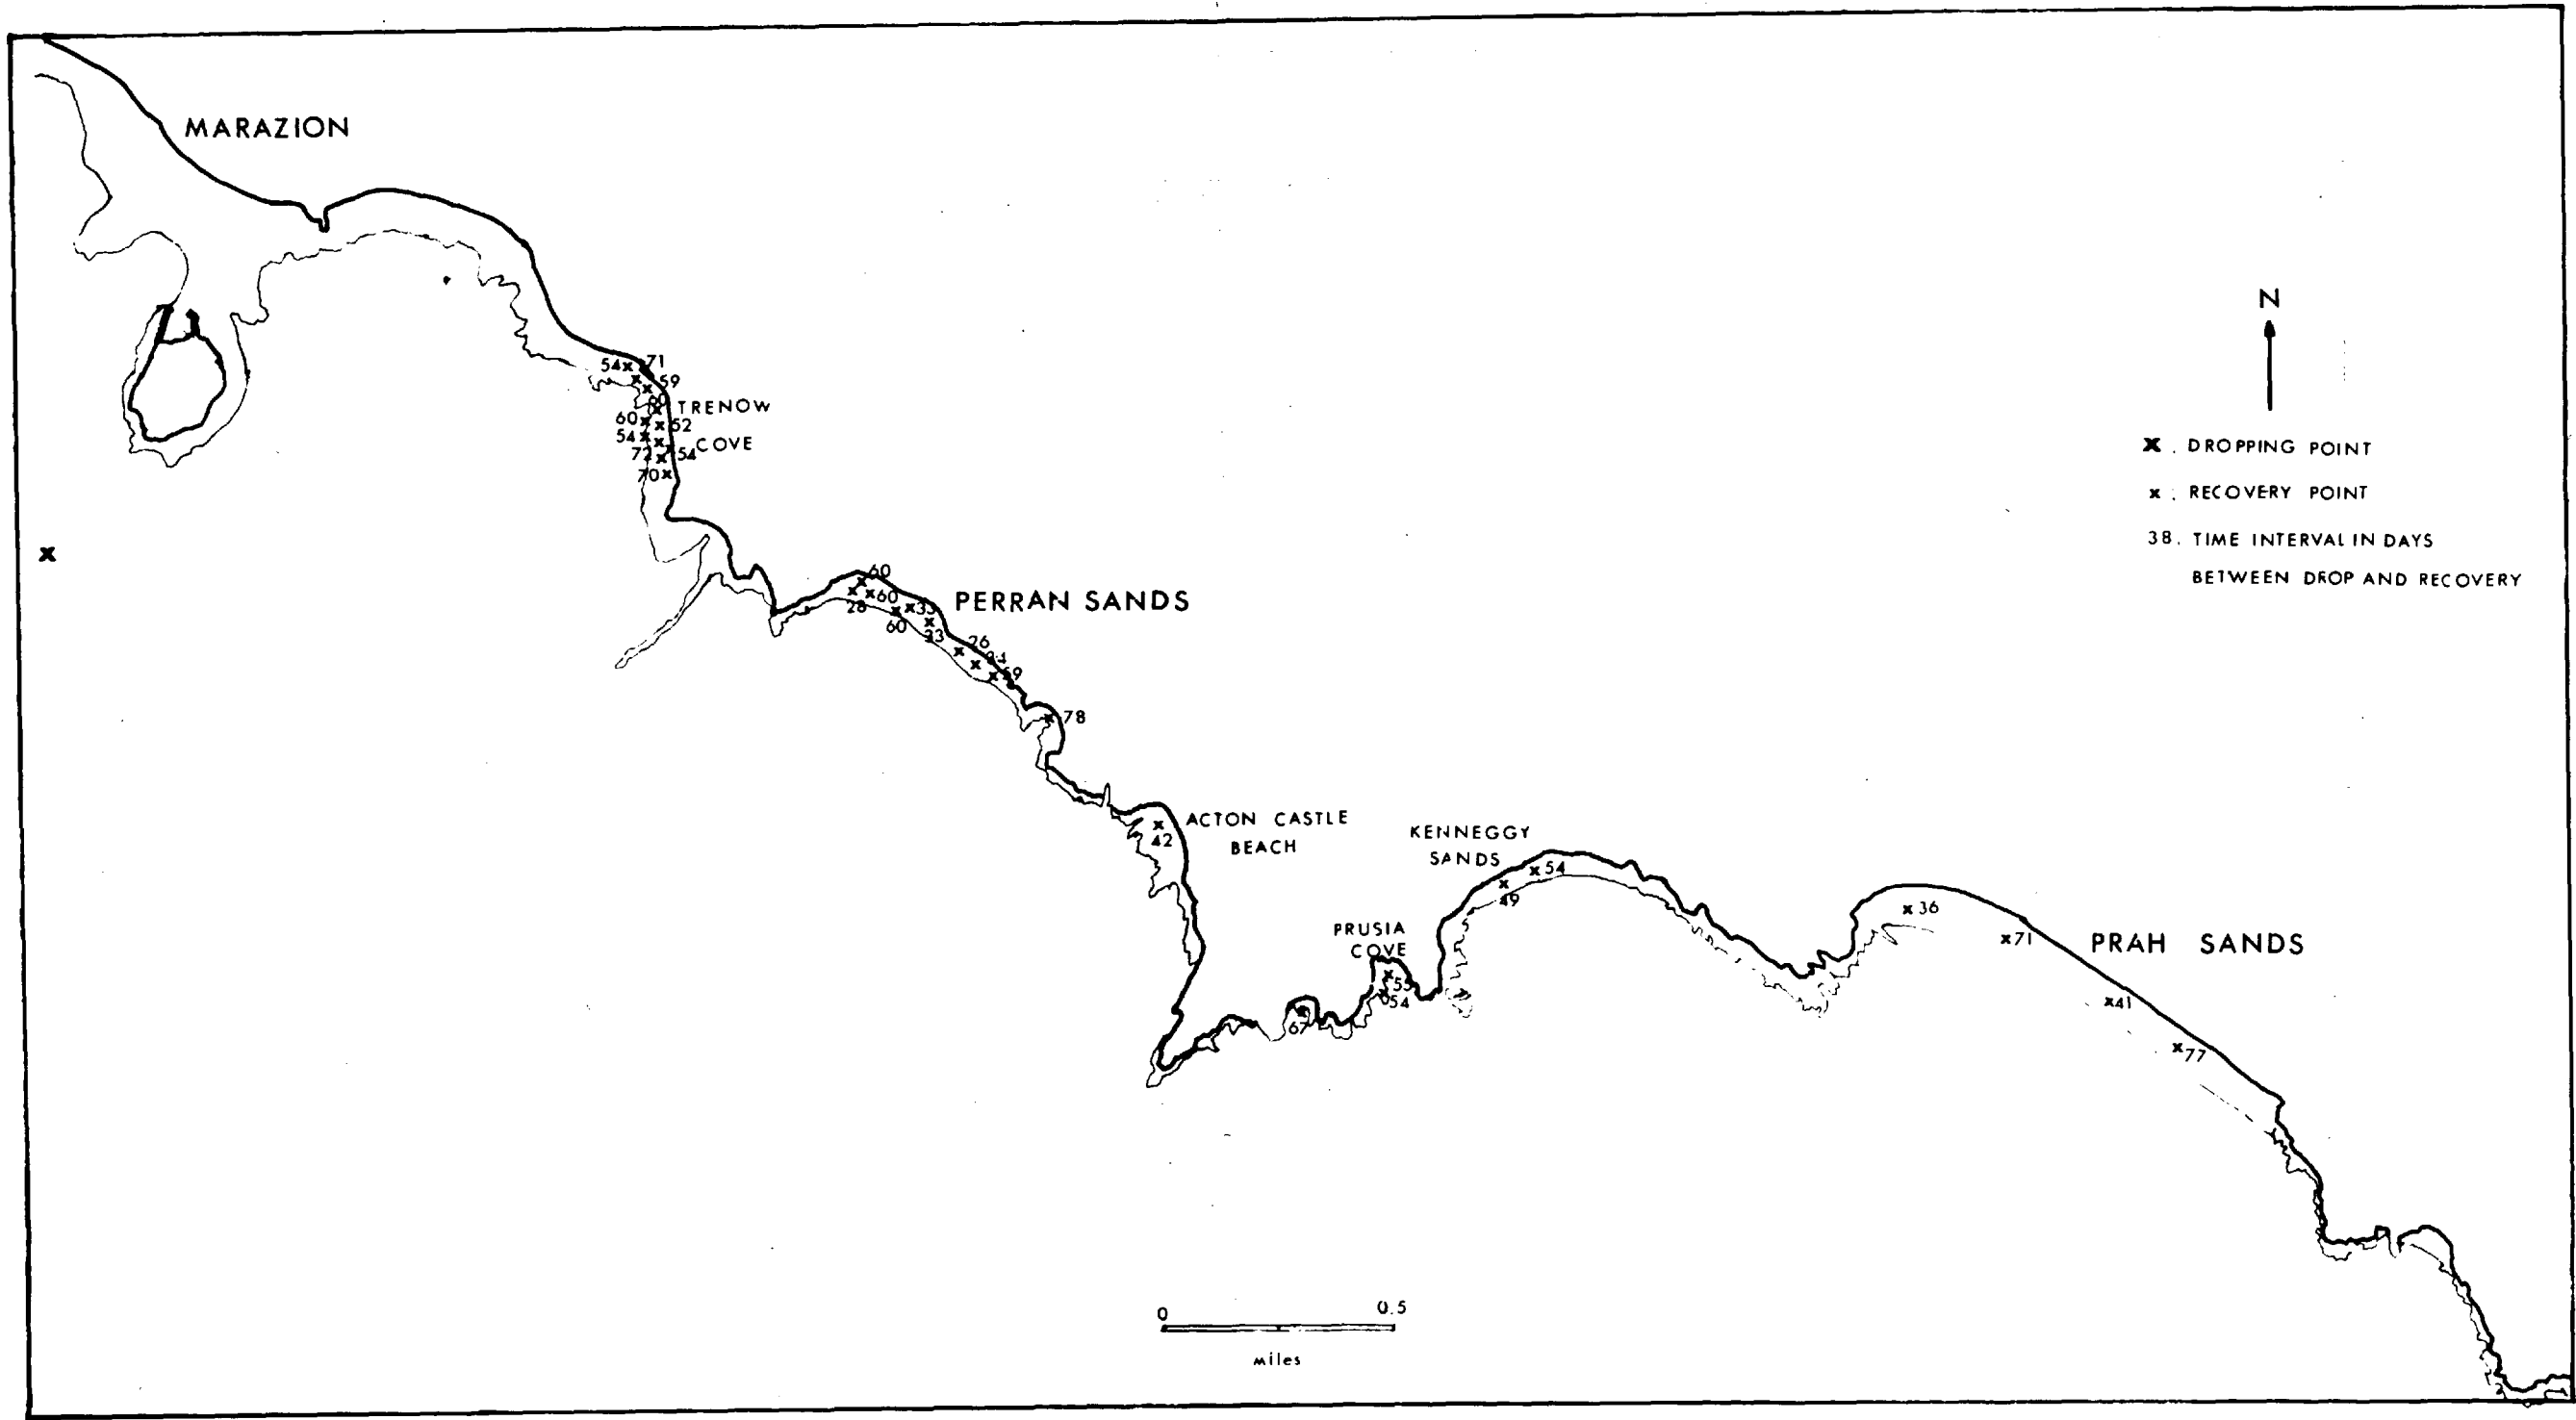 MARAZION
N
54 x x 71
x x 59
60 x
TRENOW
60 x x 52
54 x x
COVE
72 x 54
70 x
X . DROPPING POINT
x : RECOVERY POINT
38. TIME INTERVAL IN DAYS
BETWEEN DROP AND RECOVERY
x
x 60
x x 60
28
x x 33
60
x
33
PERRAN SANDS
x 26
x
x 59
x 78
x
42
ACTON CASTLE
BEACH
KENNEGGY
SANDS
x 54
x
49
PRUSIA
COVE
x 55
x 54
x
67
x 36
x 71
PRAH SANDS
x 41
x 77
0 0.5
miles